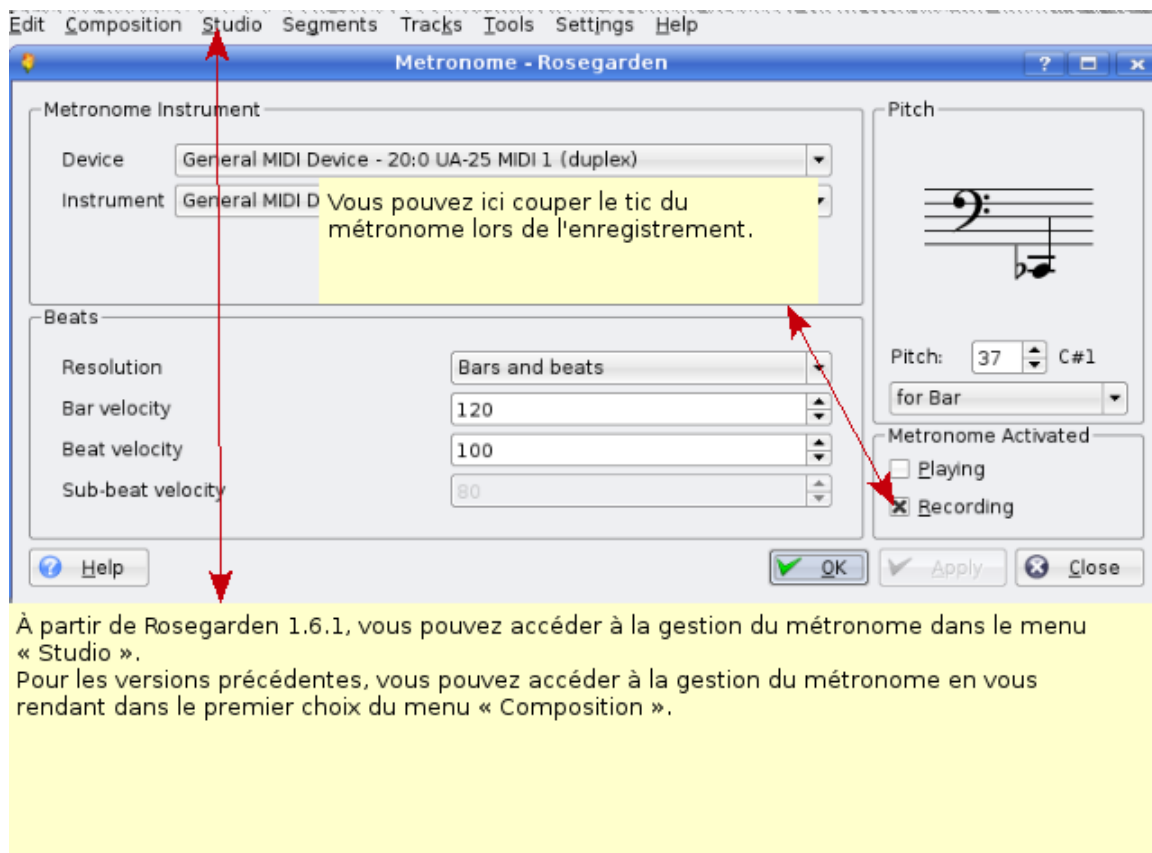 Edit Composition Studio Segments Tracks Tools Settings Help
Metronome - Rosegarden
Metronome Instrument
Device General MIDI Device - 20:0 UA-25 MIDI 1 (duplex)
Instrument General MIDI D
Vous pouvez ici couper le tic du
métronome lors de l'enregistrement.
Beats
Resolution Bars and beats
Bar velocity 120
Beat velocity 100
Sub-beat velocity 80
Pitch
Pitch: 37 C#1
for Bar
Metronome Activated
Playing
Recording
Help OK Apply Close
À partir de Rosegarden 1.6.1, vous pouvez accéder à la gestion du métronome dans le menu
« Studio ».
Pour les versions précédentes, vous pouvez accéder à la gestion du métronome en vous
rendant dans le premier choix du menu « Composition ».